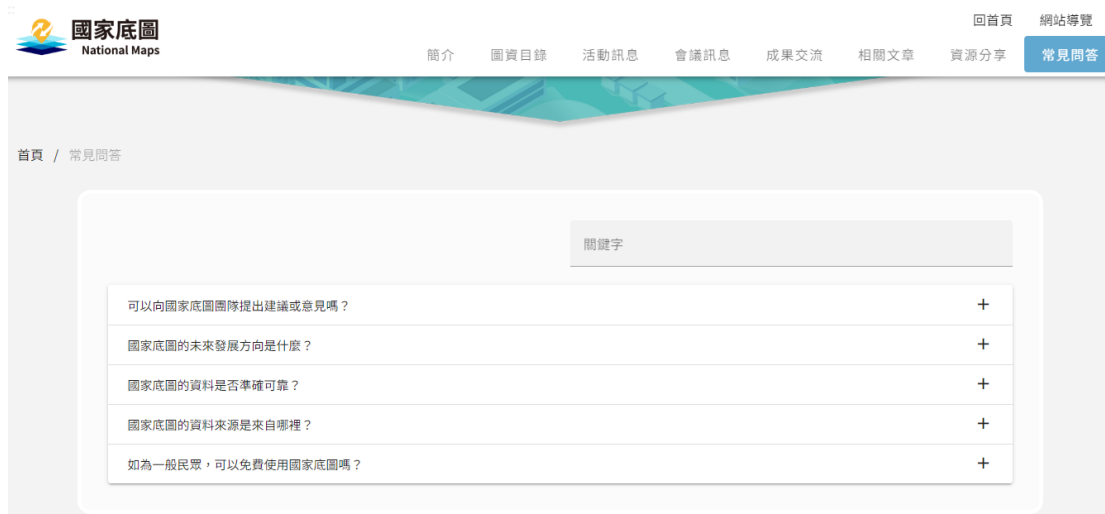 國家底圖
National Maps
回首頁 網站導覽
簡介 圖資目錄 活動訊息 會議訊息 成果交流 相關文章 資源分享 常見問答
首頁 / 常見問答
關鍵字
可以向國家底圖團隊提出建議或意見嗎？
國家底圖的未來發展方向是什麼？
國家底圖的資料是否準確可靠？
國家底圖的資料來源是來自哪裡？
如為一般民眾，可以免費使用國家底圖嗎？